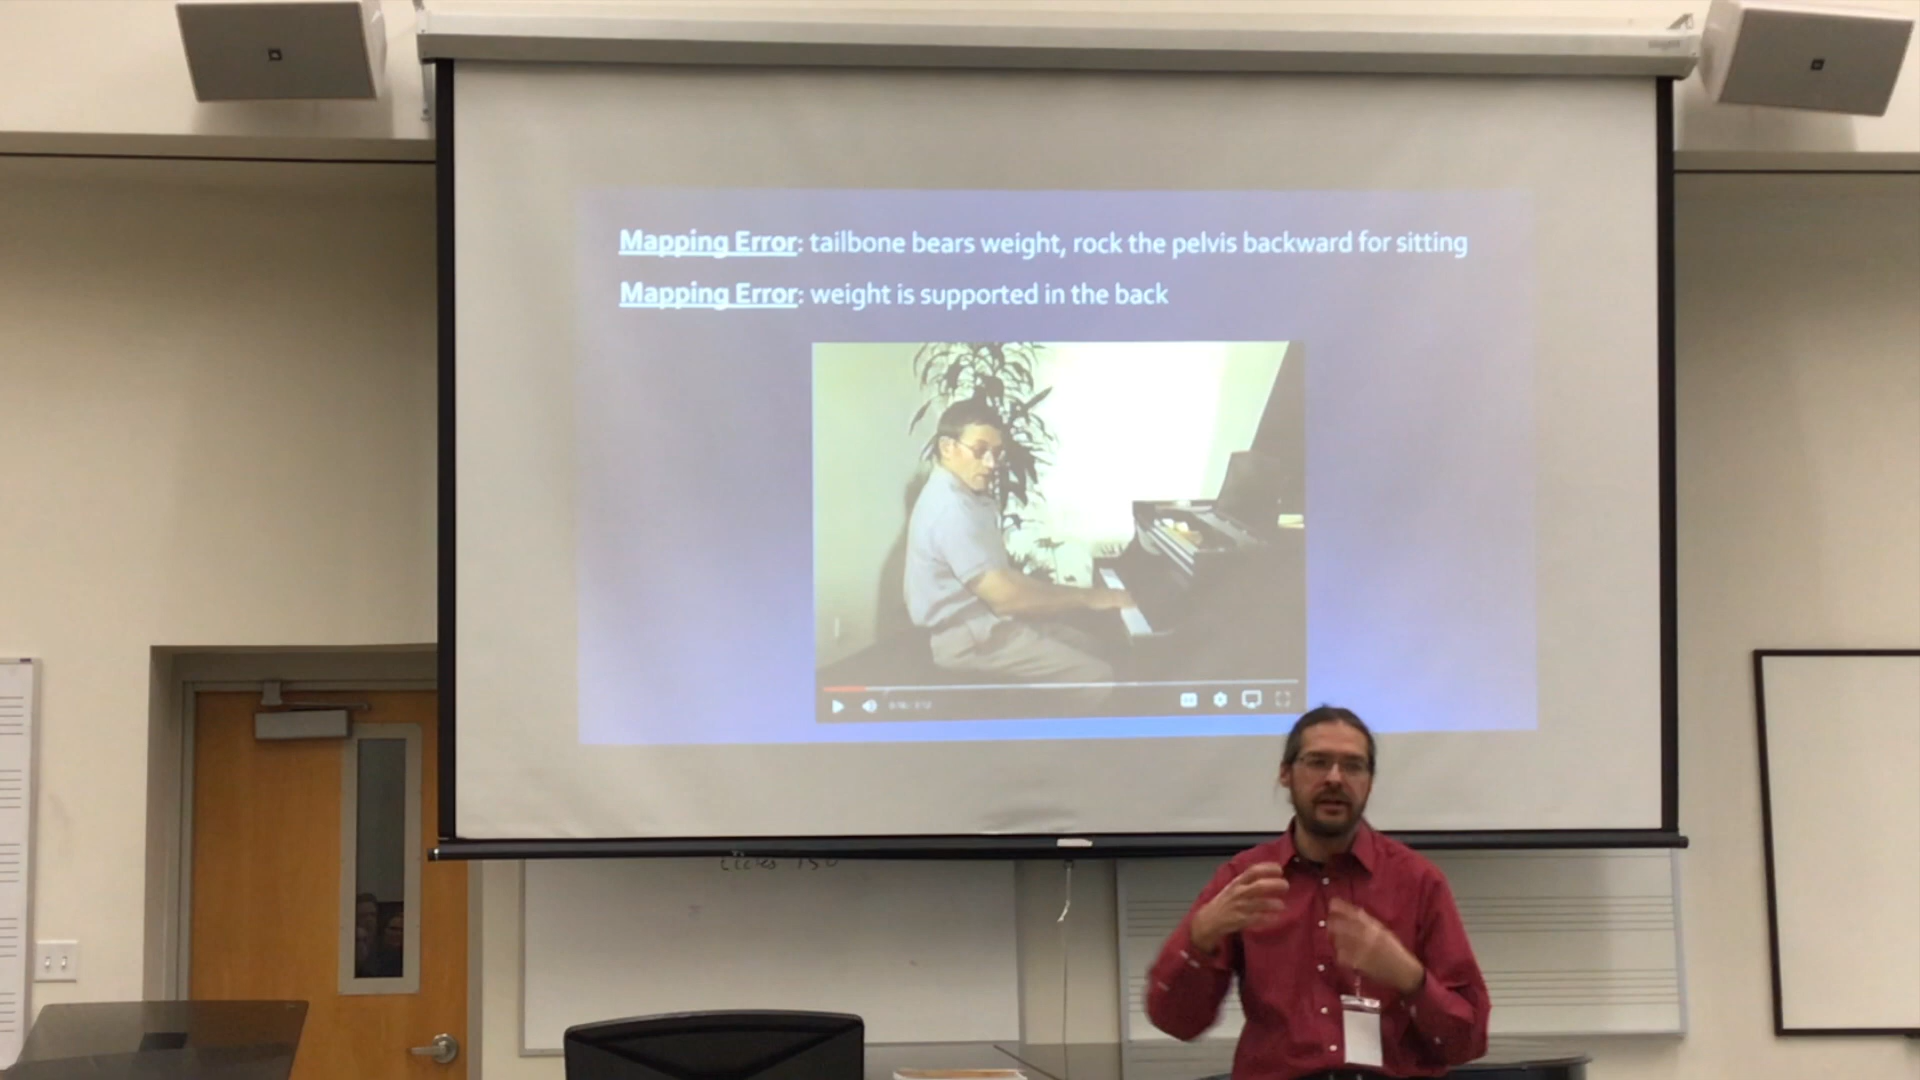 Mapping Error: tailbone bears weight, rock the pelvis backward for sitting
Mapping Error: weight is supported in the back